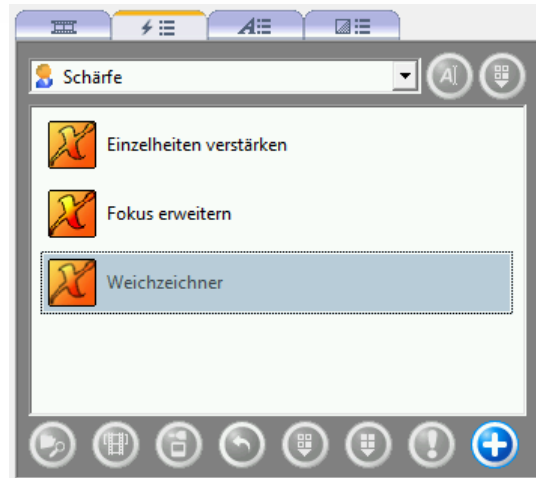 Schärfe
Einzelheiten verstärken
Fokus erweitern
Weichzeichner